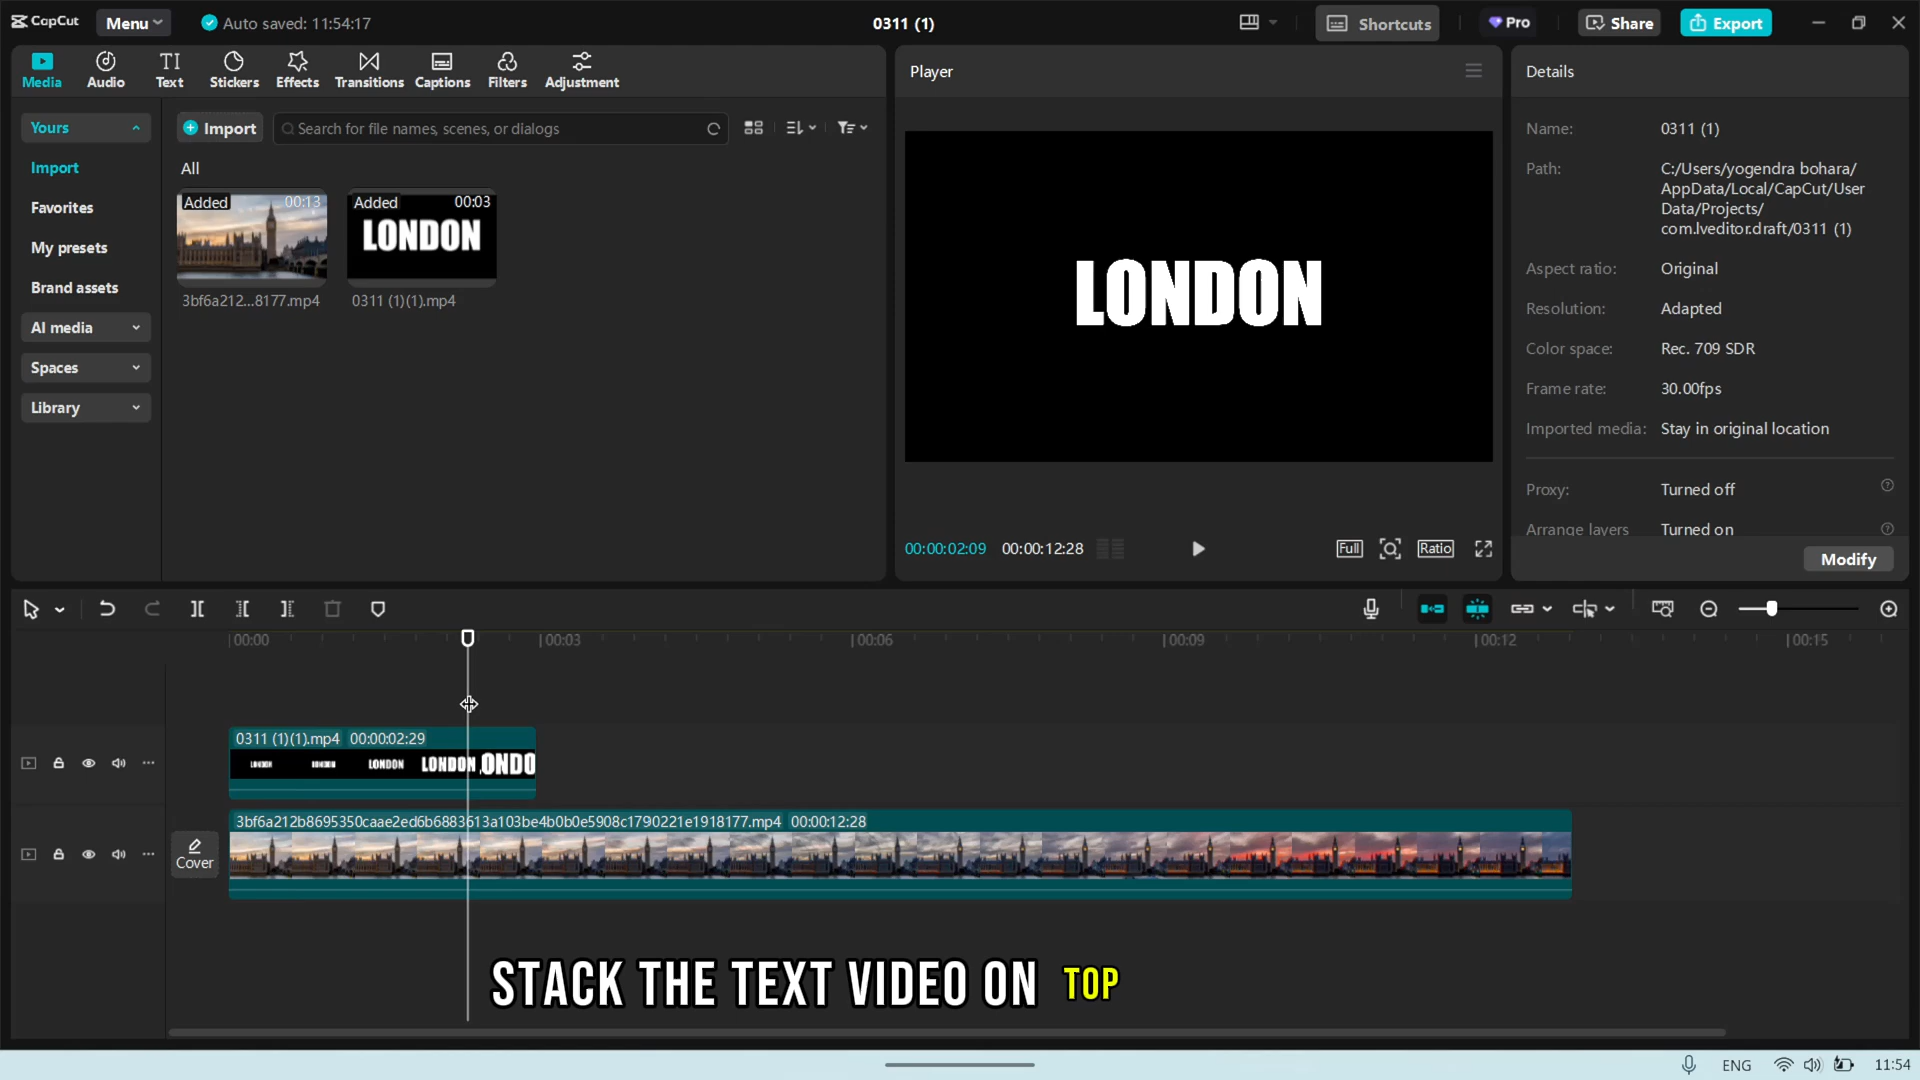 CapCut
Menu
Auto saved: 11:54:17
0311 (1)
Shortcuts
Pro
Share
Export
Media
Audio
Text
Stickers
Effects
Transitions
Captions
Filters
Adjustment
Player
Details
Yours
Import
Favorites
My presets
Brand assets
AI media
Spaces
Library
Import
Search for file names, scenes, or dialogs
All
Added 00:13
3bf6a212...8177.mp4
Added 00:03
LONDON
0311 (1)(1).mp4
LONDON
00:00:02:09 00:00:12:28
Full
Ratio
Name: 0311 (1)
Path: C:/Users/yogendra bohara/
AppData/Local/CapCut/User
Data/Projects/
com.lveditor.draft/0311 (1)
Aspect ratio: Original
Resolution: Adapted
Color space: Rec. 709 SDR
Frame rate: 30.00fps
Imported media: Stay in original location
Proxy: Turned off
Arrange layers Turned on
Modify
00:00 00:03 00:06 00:09 00:12 00:15
0311 (1)(1).mp4 00:00:02:29
LONDON LONDON LONDON LONDON LONDO
Cover
3bf6a212b8695350caae2ed6b6883613a103be4b0b0e5908c1790221e1918177.mp4 00:00:12:28
STACK THE TEXT VIDEO ON TOP
ENG
11:54